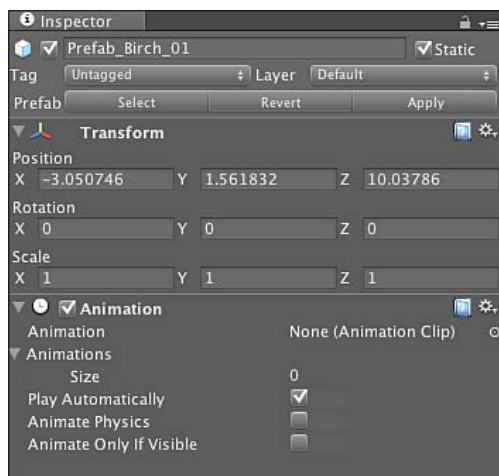 Inspector
Prefab_Birch_01 Static
Tag Untagged Layer Default
Prefab Select Revert Apply
Transform
Position
X -3.050746 Y 1.561832 Z 10.03786
Rotation
X 0 Y 0 Z 0
Scale
X 1 Y 1 Z 1
Animation
Animation None (Animation Clip)
Animations
Size 0
Play Automatically
Animate Physics
Animate Only If Visible